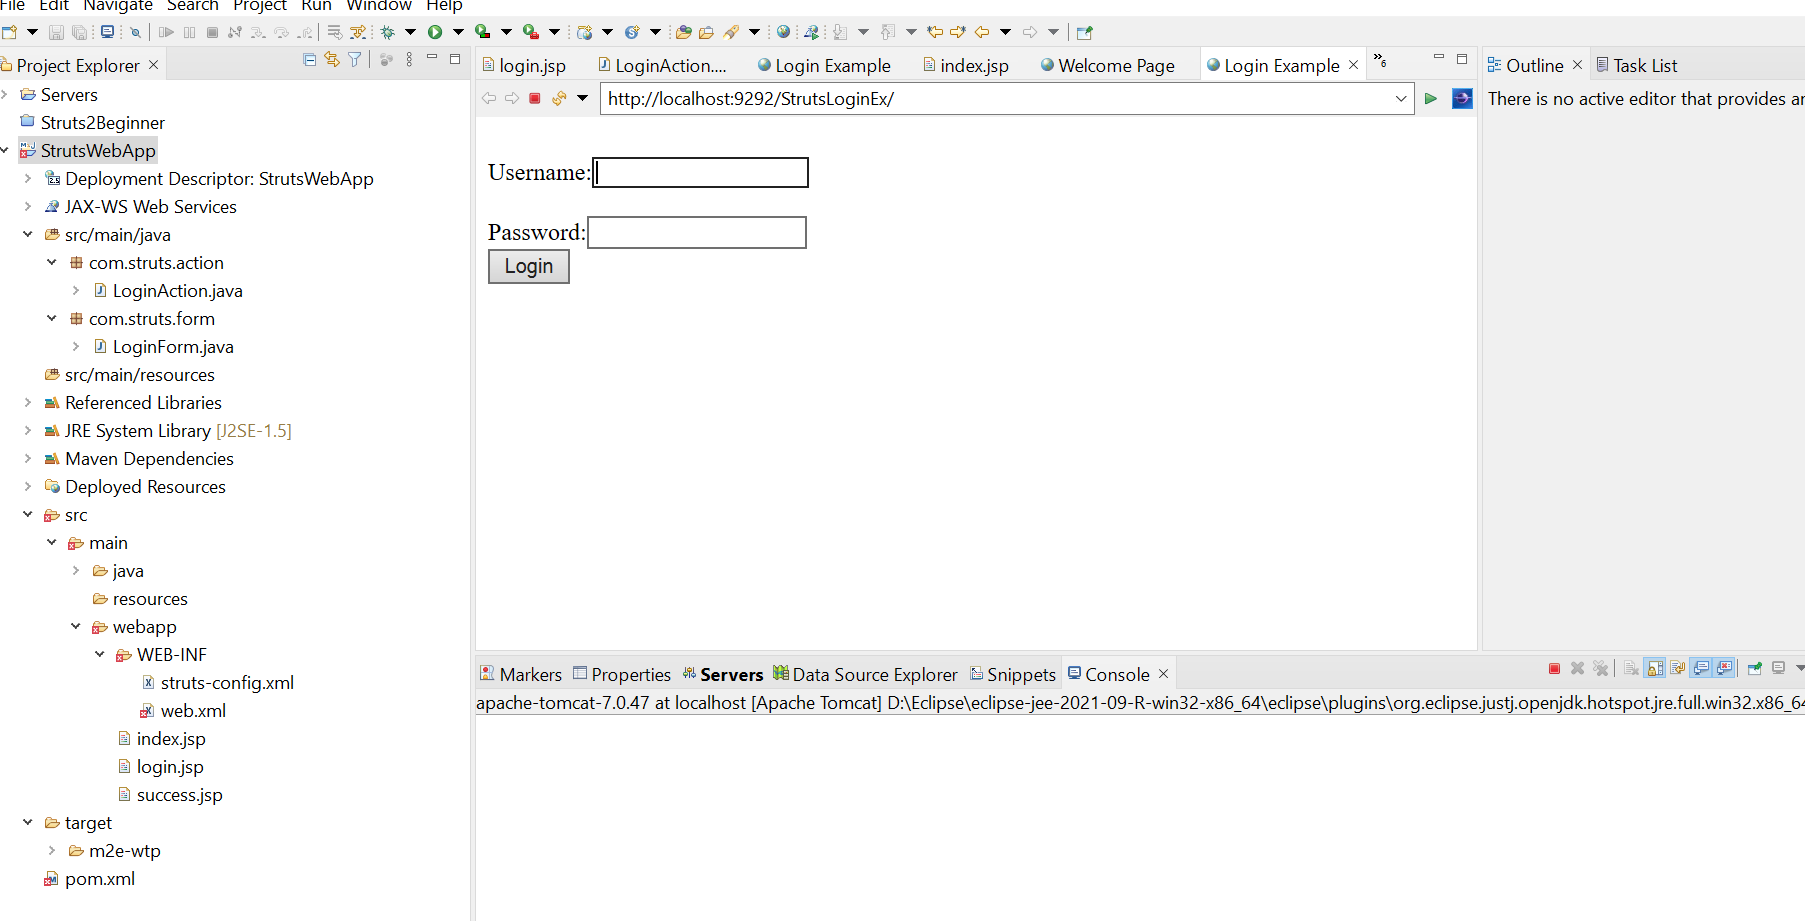 File Edit Navigate Search Project Run Window Help
Project Explorer
Servers
Struts2Beginner
StrutsWebApp
Deployment Descriptor: StrutsWebApp
JAX-WS Web Services
src/main/java
com.struts.action
LoginAction.java
com.struts.form
LoginForm.java
src/main/resources
Referenced Libraries
JRE System Library [J2SE-1.5]
Maven Dependencies
Deployed Resources
src
main
java
resources
webapp
WEB-INF
struts-config.xml
web.xml
index.jsp
login.jsp
success.jsp
target
m2e-wtp
pom.xml
login.jsp LoginAction.... Login Example index.jsp Welcome Page Login Example »6
http://localhost:9292/StrutsLoginEx/
Username:
Password:
Login
Outline Task List
There is no active editor that provides an
Markers Properties Servers Data Source Explorer Snippets Console
apache-tomcat-7.0.47 at localhost [Apache Tomcat] D:\Eclipse\eclipse-jee-2021-09-R-win32-x86_64\eclipse\plugins\org.eclipse.justj.openjdk.hotspot.jre.full.win32.x86_64